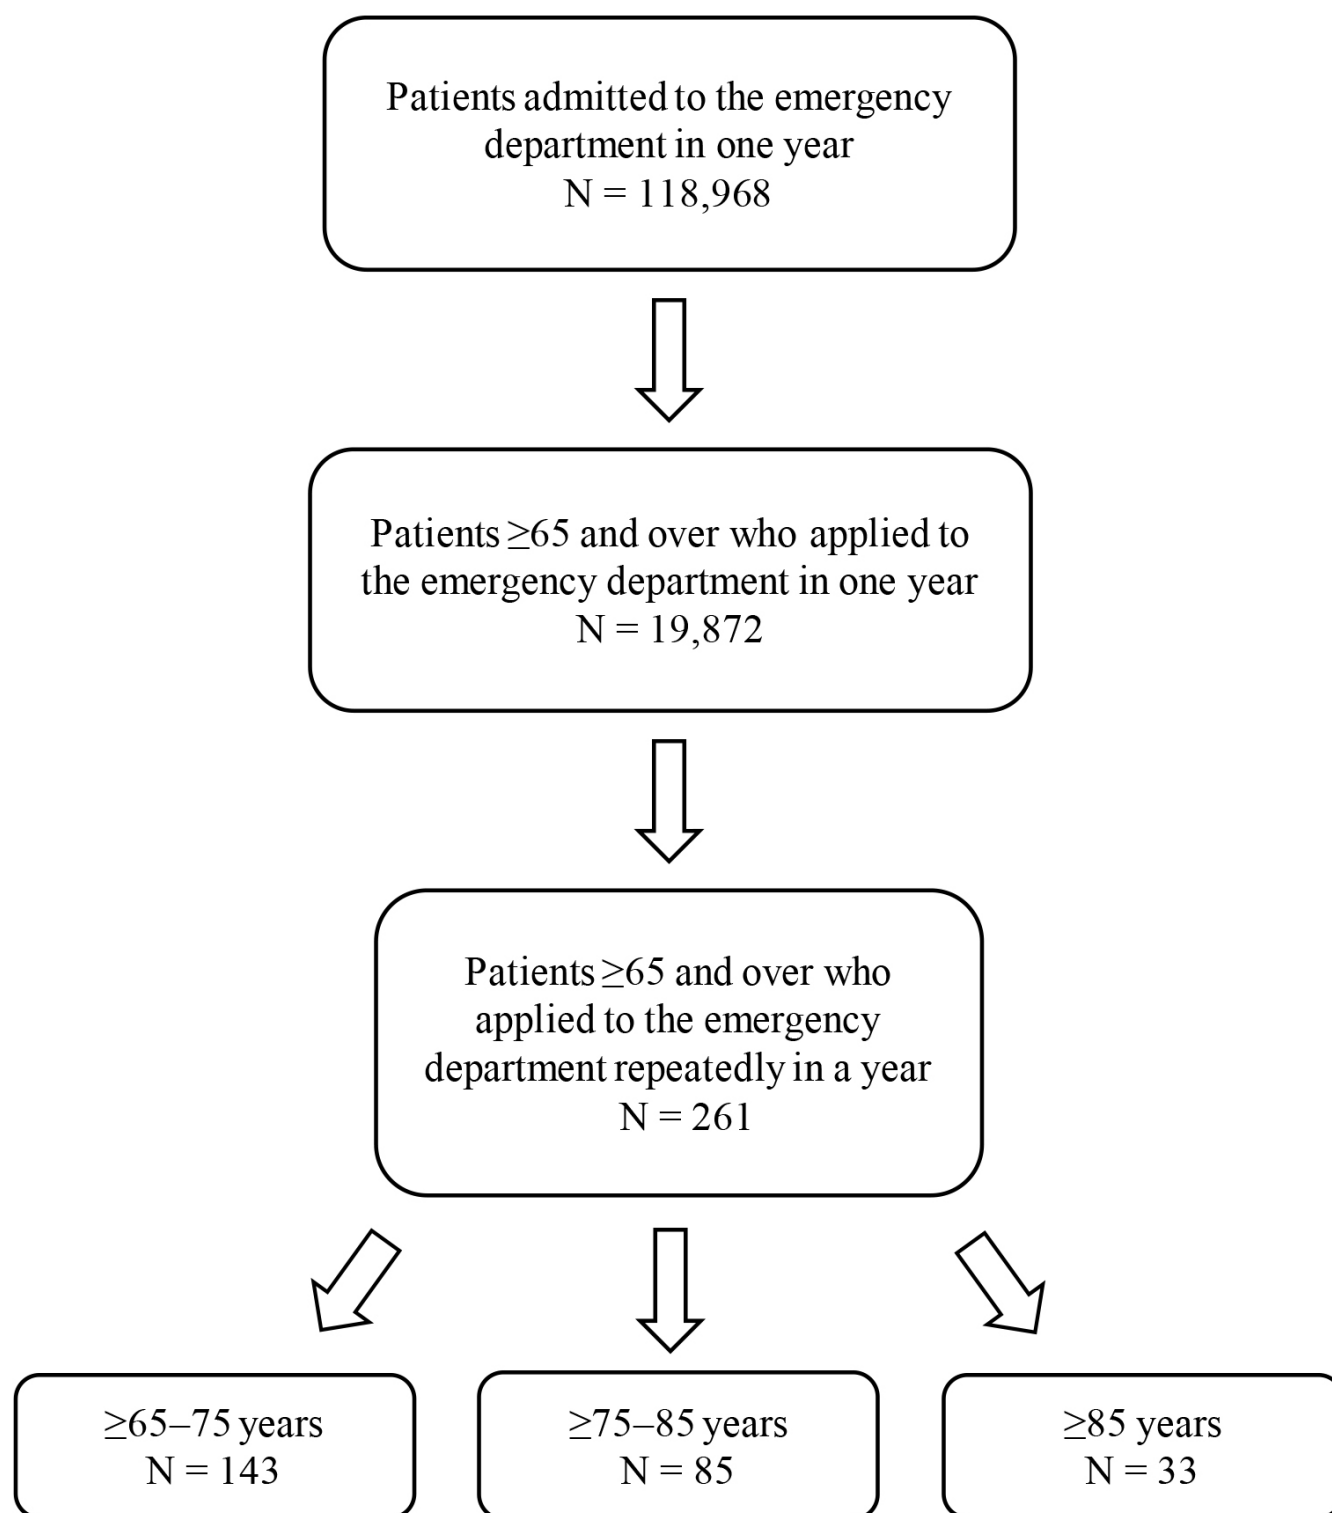 Patients admitted to the emergency
department in one year
N = 118,968
Patients ≥65 and over who applied to
the emergency department in one year
N = 19,872
Patients ≥65 and over who
applied to the emergency
department repeatedly in a year
N = 261
≥65–75 years
N = 143
≥75–85 years
N = 85
≥85 years
N = 33